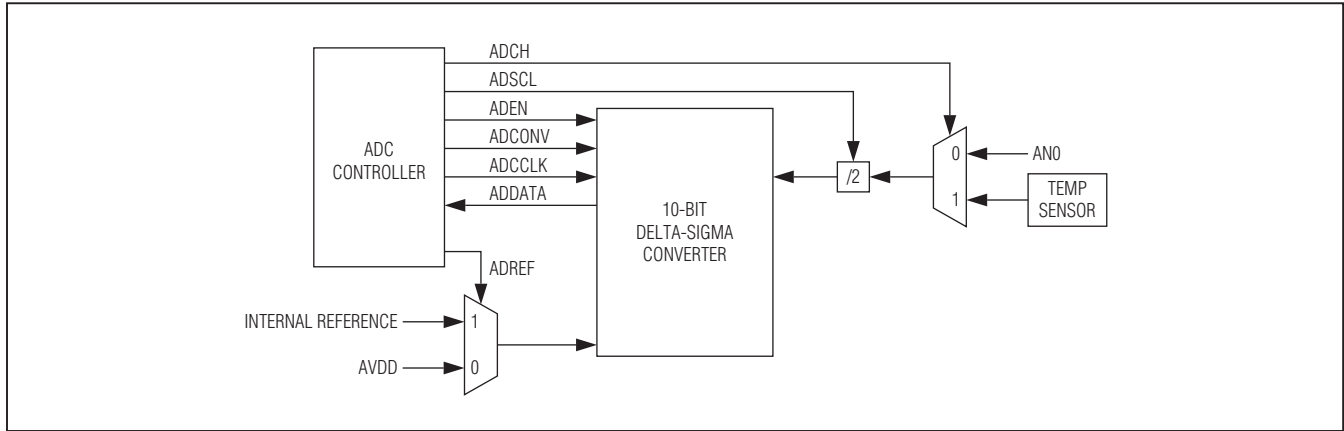 ADCH
ADSCL
ADEN
ADCONV
ADCCLK
ADDATA
ADC
CONTROLLER
ADREF
INTERNAL REFERENCE
AVDD
1
0
10-BIT
DELTA-SIGMA
CONVERTER
/2
0
1
AN0
TEMP
SENSOR